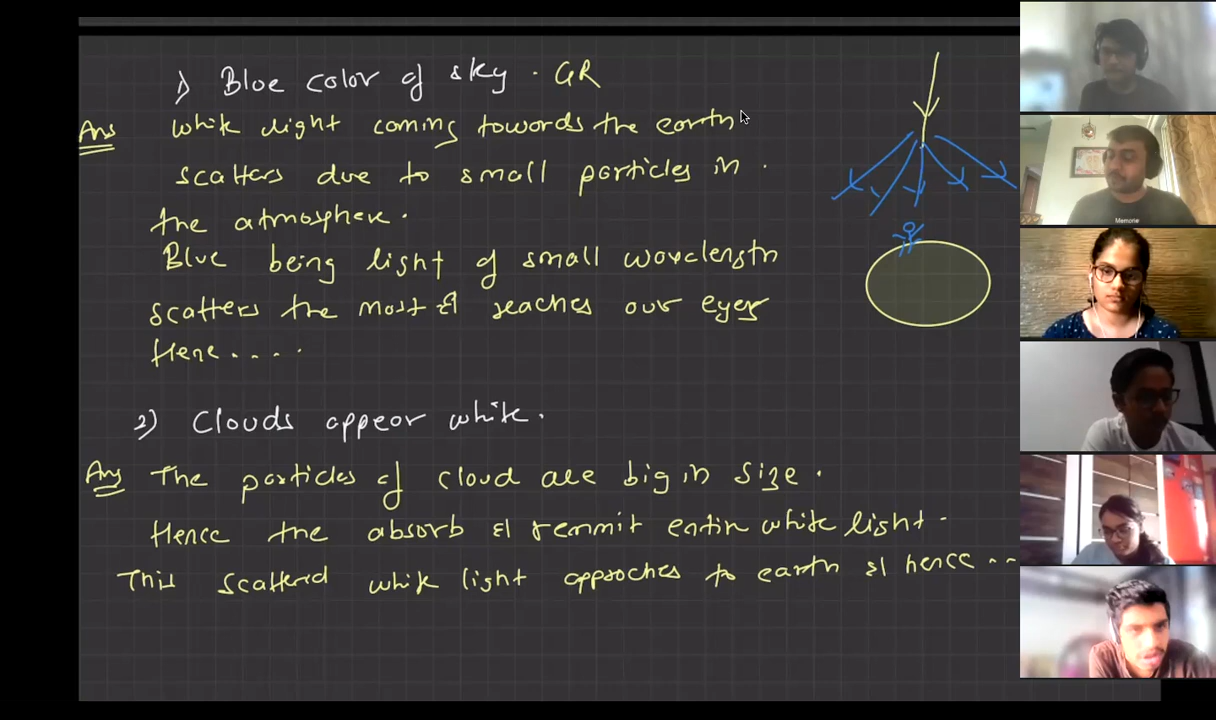 1) Blue color of sky . GR
Ans White light coming towards the earth
scatters due to small particles in .
the atmosphere.
Blue being light of small wavelength
scatters the most & reaches our eyes
Hence....
2) Clouds appear white.
Ans The particles of cloud are big in size.
Hence the absorb & remmit entire white light.
This scattered white light approches to earth & hence ...
Memorie